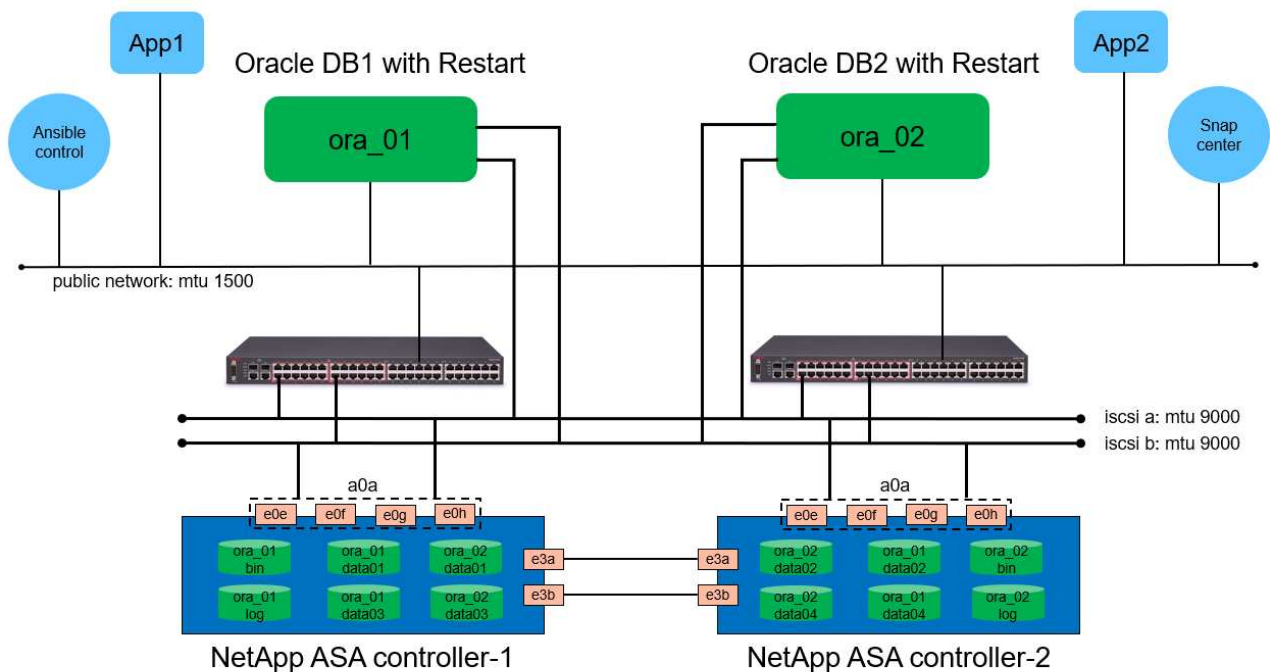 App1
App2
Oracle DB1 with Restart
Oracle DB2 with Restart
Ansible
control
ora_01
ora_02
Snap
center
public network: mtu 1500
iscsi a: mtu 9000
iscsi b: mtu 9000
a0a
a0a
e0e
e0f
e0g
e0h
e0e
e0f
e0g
e0h
ora_01
bin
ora_01
data01
ora_02
data01
e3a
e3a
ora_02
data02
ora_01
data02
ora_02
bin
ora_01
log
ora_01
data03
ora_02
data03
e3b
e3b
ora_02
data04
ora_01
data04
ora_02
log
NetApp ASA controller-1
NetApp ASA controller-2